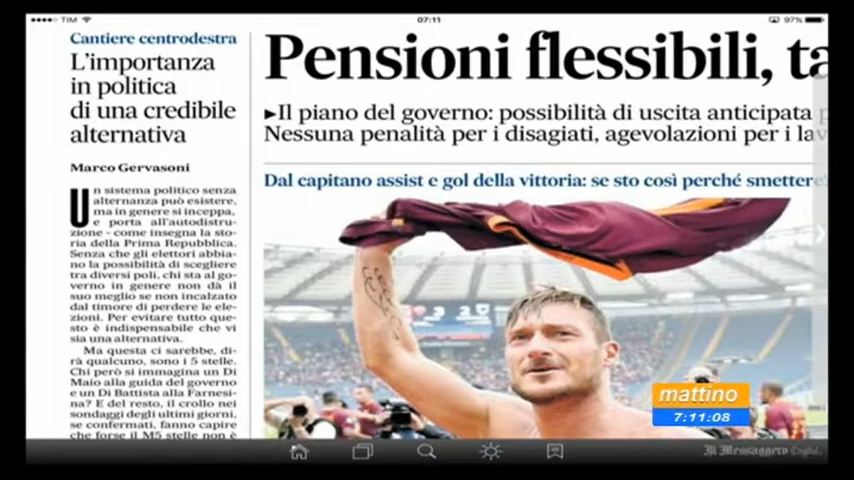 TIM
07:11
97%
Cantiere centrodestra
L'importanza
in politica
di una credibile
alternativa
Marco Gervasoni
Un sistema politico senza
alternanza può esistere,
ma in genere si inceppa,
e porta all'autodistru-
zione - come insegna la sto-
ria della Prima Repubblica.
Senza che gli elettori abbia-
no la possibilità di scegliere
tra diversi poli, chi sta al go-
verno in genere non dà il
suo meglio se non incalzato
dal timore di perdere le ele-
zioni. Per evitare tutto que-
sto è indispensabile che vi
sia una alternativa.
Ma questa ci sarebbe, di-
rà qualcuno, sono i 5 stelle.
Chi però si immagina un Di
Maio alla guida del governo
e un Di Battista alla Farnesi-
na? E del resto, il crollo nei
sondaggi degli ultimi giorni,
se confermati, fanno capire
che forse il M5 stelle non è
Pensioni flessibili, ta
►Il piano del governo: possibilità di uscita anticipata p
Nessuna penalità per i disagiati, agevolazioni per i lav
Dal capitano assist e gol della vittoria: se sto così perché smettere?
3 2
mattino
7:11:08
Il Messaggero Digital